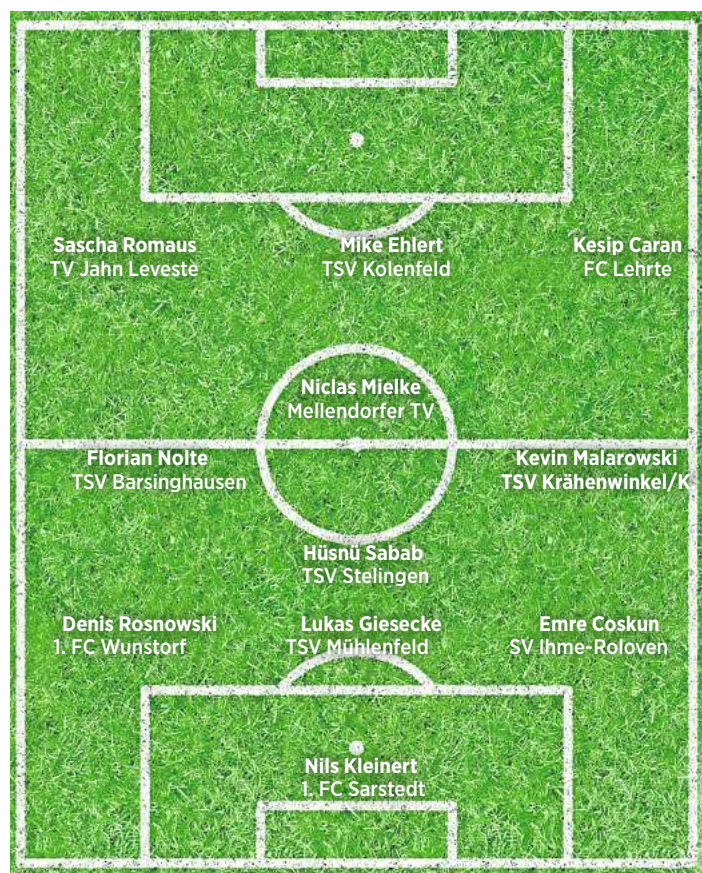 Sascha Romaus
TV Jahn Leveste
Mike Ehlert
TSV Kolenfeld
Kesip Caran
FC Lehrte
Niclas Mielke
Mellendorfer TV
Florian Nolte
TSV Barsinghausen
Kevin Malarowski
TSV Krähenwinkel/K
Hüsnü Sabab
TSV Stelingen
Denis Rosnowski
1. FC Wunstorf
Lukas Giesecke
TSV Mühlenfeld
Emre Coskun
SV Ihme-Roloven
Nils Kleinert
1. FC Sarstedt